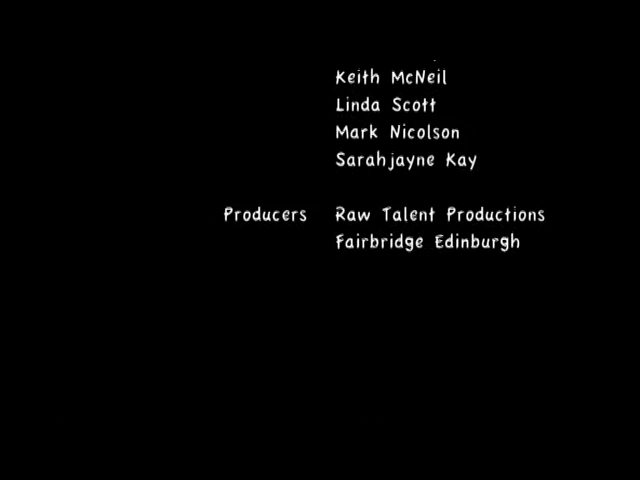 Keith McNeil
Linda Scott
Mark Nicolson
Sarahjayne Kay
Producers Raw Talent Productions
Fairbridge Edinburgh